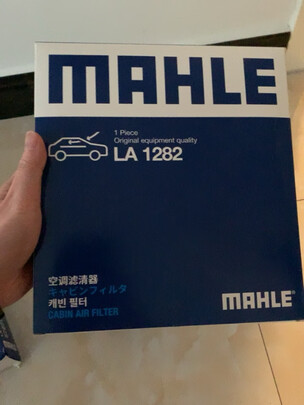 MAHLE
1 Piece
Original equipment quality
LA 1282
空调滤清器
キャビンフィルタ
캐빈 필터
CABIN AIR FILTER
MAHLE